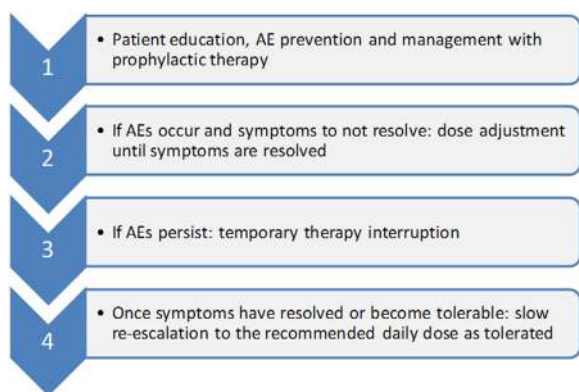 1
• Patient education, AE prevention and management with
prophylactic therapy
2
• If AEs occur and symptoms to not resolve: dose adjustment
until symptoms are resolved
3
• If AEs persist: temporary therapy interruption
4
• Once symptoms have resolved or become tolerable: slow
re-escalation to the recommended daily dose as tolerated